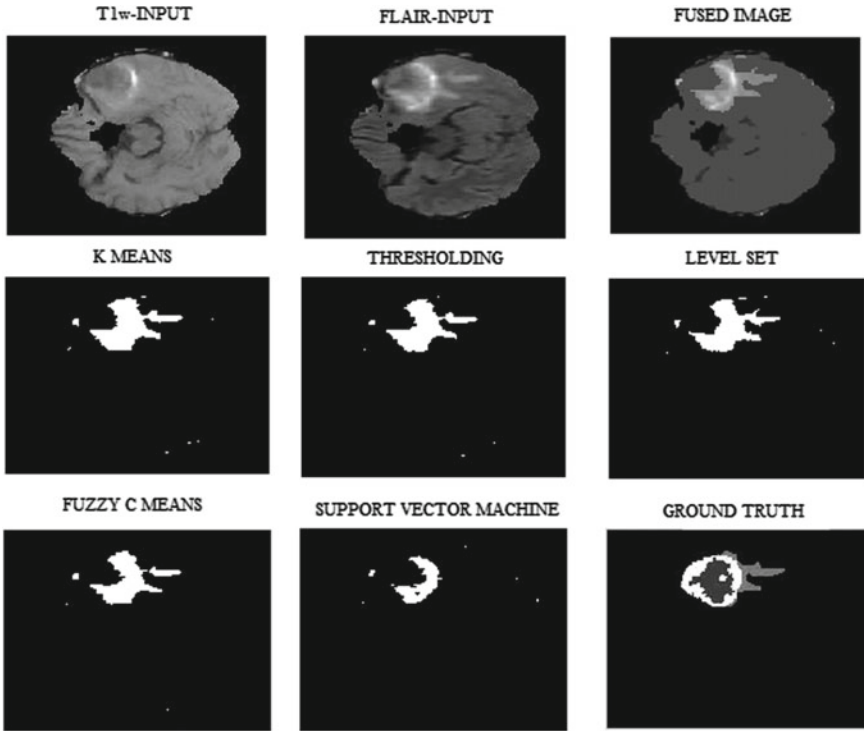 T1w-INPUT
FLAIR-INPUT
FUSED IMAGE
K MEANS
THRESHOLDING
LEVEL SET
FUZZY C MEANS
SUPPORT VECTOR MACHINE
GROUND TRUTH